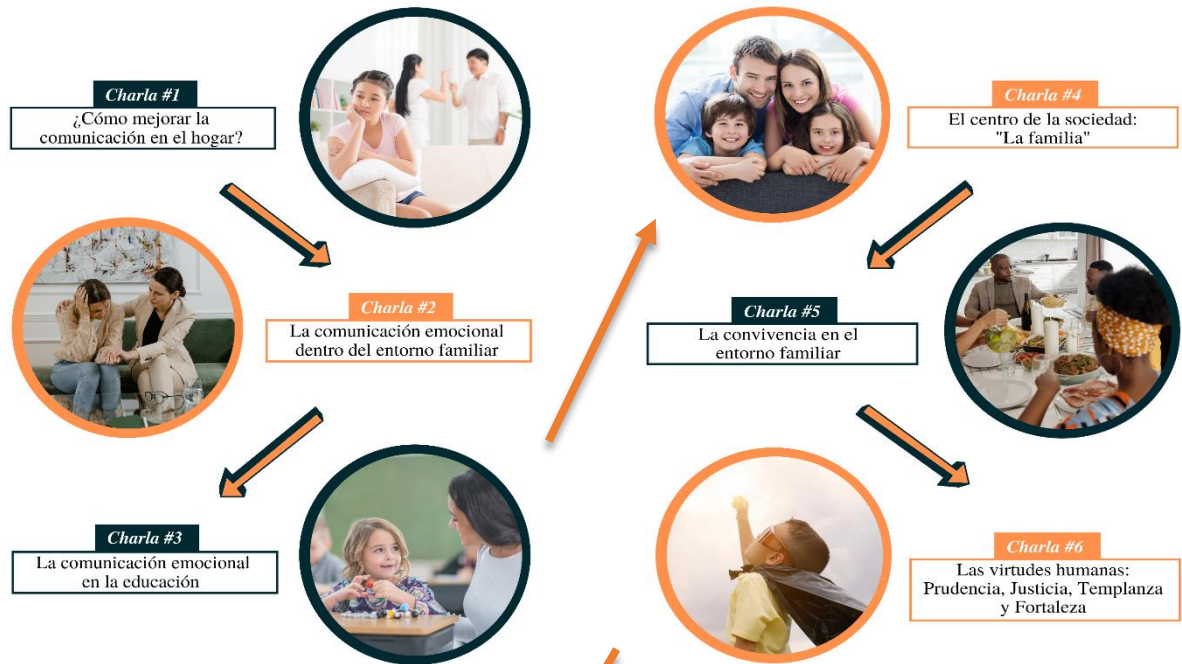 Charla #1
¿Cómo mejorar la
comunicación en el hogar?
Charla #2
La comunicación emocional
dentro del entorno familiar
Charla #3
La comunicación emocional
en la educación
Charla #4
El centro de la sociedad:
"La familia"
Charla #5
La convivencia en el
entorno familiar
Charla #6
Las virtudes humanas:
Prudencia, Justicia, Templanza
y Fortaleza